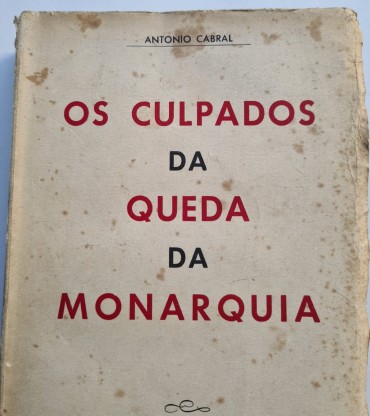 ANTONIO CABRAL
OS CULPADOS
DA
QUEDA
DA
MONARQUIA